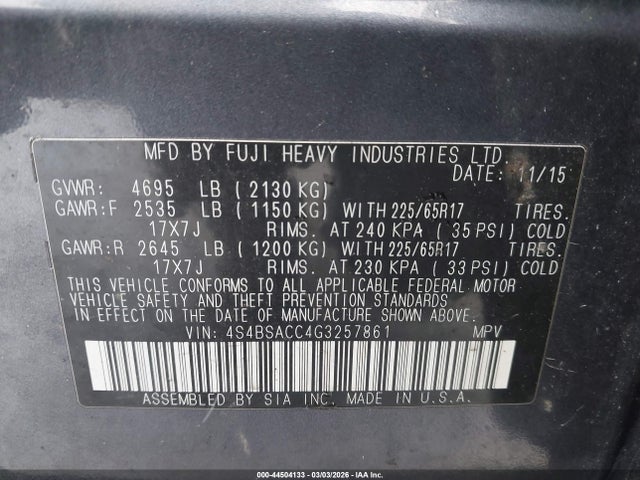 MFD BY FUJI HEAVY INDUSTRIES LTD.
DATE: 11/15
GVWR: 4695 LB (2130 KG)
GAWR:F 2535 LB (1150 KG) WITH 225/65R17 TIRES.
17X7J RIMS. AT 240 KPA (35 PSI) COLD
GAWR:R 2645 LB (1200 KG) WITH 225/65R17 TIRES.
17X7J RIMS. AT 230 KPA (33 PSI) COLD
THIS VEHICLE CONFORMS TO ALL APPLICABLE FEDERAL MOTOR
VEHICLE SAFETY AND THEFT PREVENTION STANDARDS IN
EFFECT ON THE DATE OF MANUFACTURE SHOWN ABOVE.
VIN: 4S4BSACC4G3257861 MPV
ASSEMBLED BY SIA INC. MADE IN U.S.A.
000-44504133 - 03/03/2026 - IAA Inc.